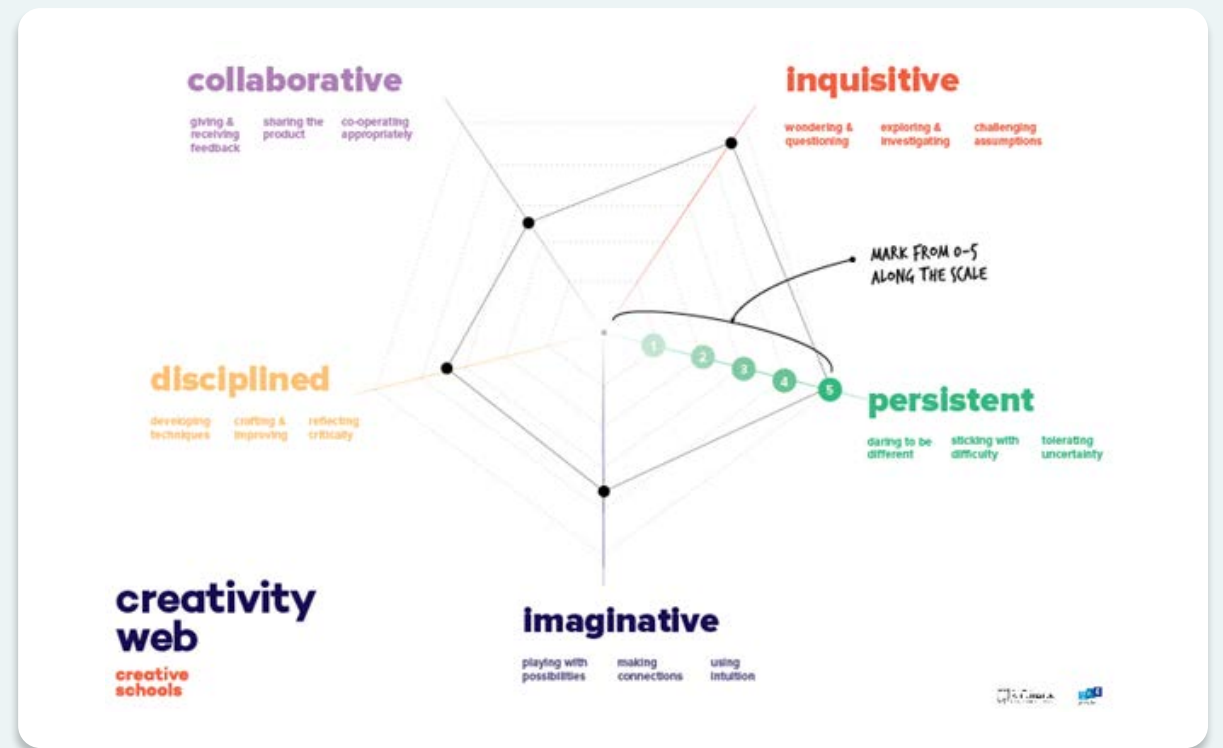 collaborative
giving &
receiving
feedback
sharing the
product
co-operating
appropriately
inquisitive
wondering &
questioning
exploring &
investigating
challenging
assumptions
MARK FROM 0-5
ALONG THE SCALE
1
2
3
4
5
disciplined
developing
techniques
crafting &
improving
reflecting
critically
persistent
daring to be
different
sticking with
difficulty
tolerating
uncertainty
creativity
web
creative
schools
imaginative
playing with
possibilities
making
connections
using
intuition